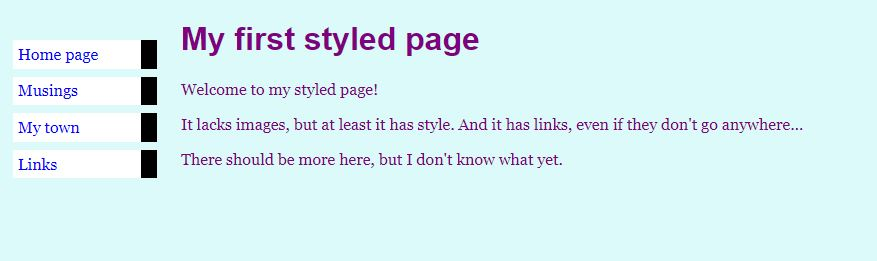 Home page
Musings
My town
Links
My first styled page
Welcome to my styled page!
It lacks images, but at least it has style. And it has links, even if they don't go anywhere...
There should be more here, but I don't know what yet.